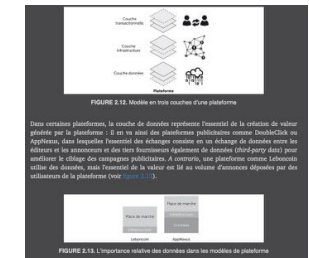 Couche
transactionnelle
Couche
infrastructure
Couche données
Plateforme
FIGURE 2.12. Modèle en trois couches d'une plateforme
Dans certaines plateformes, la couche de données représente l'essentiel de la création de valeur
générée par la plateforme : il en va ainsi des plateformes publicitaires comme DoubleClick ou
AppNexus, dans lesquelles l'essentiel des échanges consiste en un échange de données entre les
éditeurs et les annonceurs et des tiers fournisseurs également de données (third-party data) pour
améliorer le ciblage des campagnes publicitaires. A contrario, une plateforme comme Leboncoin
utilise des données, mais l'essentiel de la valeur est lié au volume d'annonces déposées par des
utilisateurs de la plateforme (voir figure 2.13).
Place de marché
Place de marché
Infrastructure
Infrastructure
Données
Leboncoin
AppNexus
FIGURE 2.13. L'importance relative des données dans les modèles de plateforme